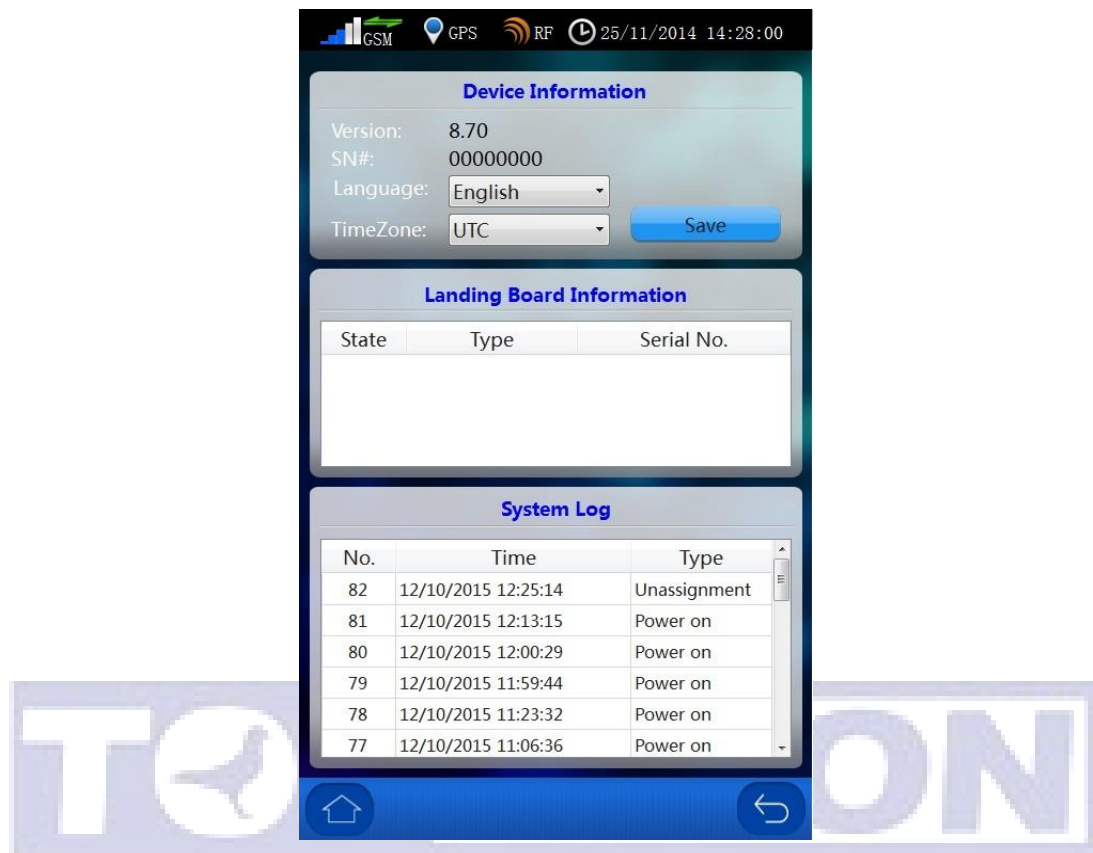 GSM GPS RF 25/11/2014 14:28:00
Device Information
Version: 8.70
SN#: 00000000
Language: English
TimeZone: UTC Save
Landing Board Information
State Type Serial No.
System Log
No. Time Type
82 12/10/2015 12:25:14 Unassignment
81 12/10/2015 12:13:15 Power on
80 12/10/2015 12:00:29 Power on
79 12/10/2015 11:59:44 Power on
78 12/10/2015 11:23:32 Power on
77 12/10/2015 11:06:36 Power on